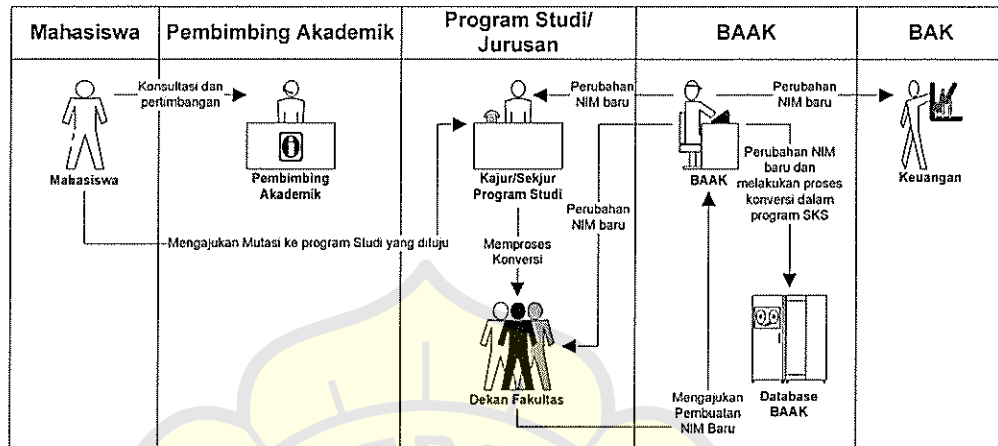 Mahasiswa
Pembimbing Akademik
Program Studi/
Jurusan
BAAK
BAK
Konsultasi dan
pertimbangan
Mahasiswa
Pembimbing
Akademik
Kajur/Sekjur
Program Studi
Perubahan
NIM baru
BAAK
Perubahan
NIM baru
Keuangan
Perubahan NIM
baru dan
melakukan proses
konversi dalam
program SKS
Perubahan
NIM baru
Mengajukan Mutasi ke program Studi yang dituju
Memproses
Konversi
Dekan Fakultas
Mengajukan
Pembuatan
NIM Baru
Database
BAAK